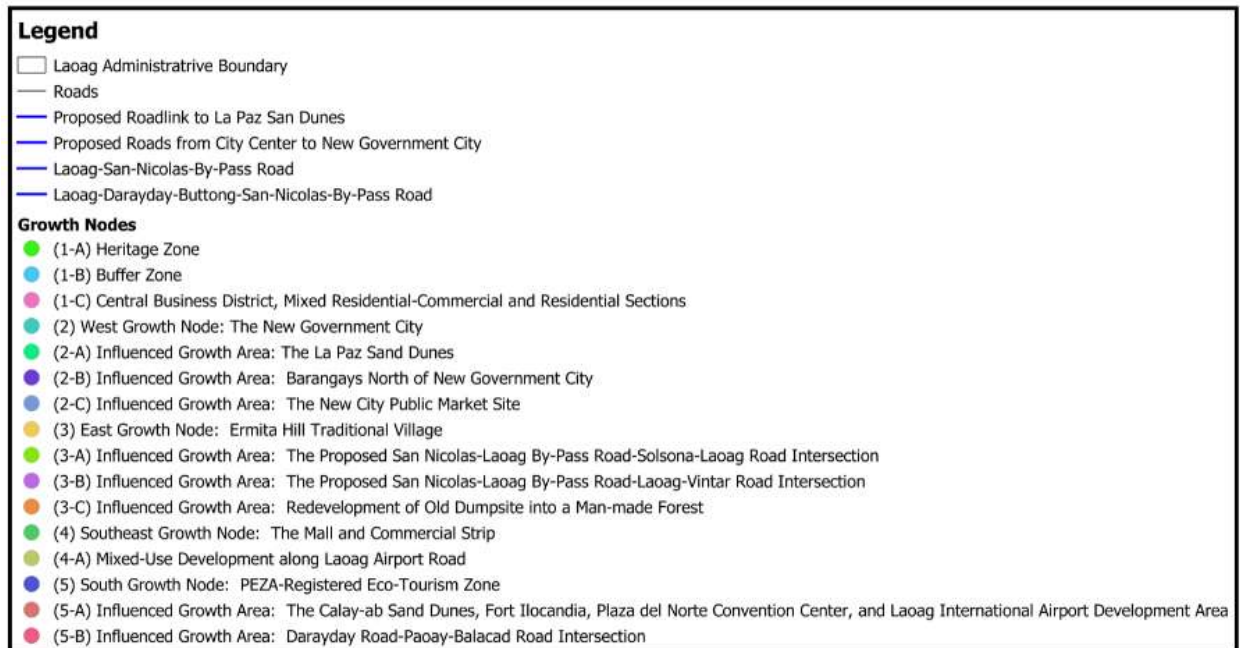 Legend
Laoag Administratrive Boundary
Roads
Proposed Roadlink to La Paz San Dunes
Proposed Roads from City Center to New Government City
Laoag-San-Nicolas-By-Pass Road
Laoag-Darayday-Buttong-San-Nicolas-By-Pass Road
Growth Nodes
(1-A) Heritage Zone
(1-B) Buffer Zone
(1-C) Central Business District, Mixed Residential-Commercial and Residential Sections
(2) West Growth Node: The New Government City
(2-A) Influenced Growth Area: The La Paz Sand Dunes
(2-B) Influenced Growth Area: Barangays North of New Government City
(2-C) Influenced Growth Area: The New City Public Market Site
(3) East Growth Node: Ermita Hill Traditional Village
(3-A) Influenced Growth Area: The Proposed San Nicolas-Laoag By-Pass Road-Solsona-Laoag Road Intersection
(3-B) Influenced Growth Area: The Proposed San Nicolas-Laoag By-Pass Road-Laoag-Vintar Road Intersection
(3-C) Influenced Growth Area: Redevelopment of Old Dumpsite into a Man-made Forest
(4) Southeast Growth Node: The Mall and Commercial Strip
(4-A) Mixed-Use Development along Laoag Airport Road
(5) South Growth Node: PEZA-Registered Eco-Tourism Zone
(5-A) Influenced Growth Area: The Calay-ab Sand Dunes, Fort Ilocandia, Plaza del Norte Convention Center, and Laoag International Airport Development Area
(5-B) Influenced Growth Area: Darayday Road-Paoay-Balacad Road Intersection